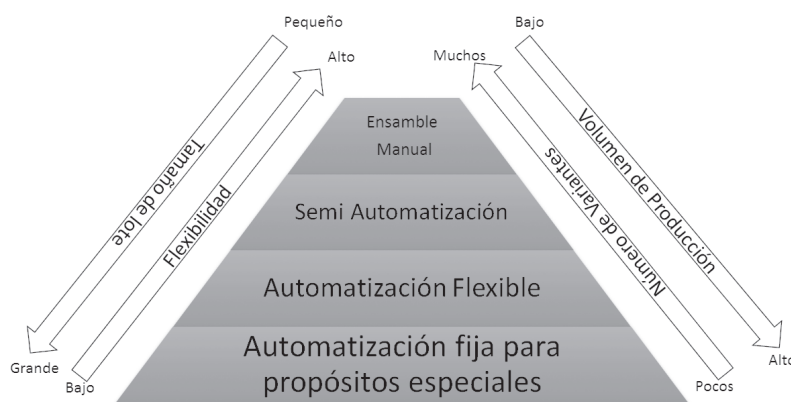 Pequeño
Bajo
Alto
Muchos
Ensamble
Manual
Tamaño de lote
Flexibilidad
Número de Variantes
Volumen de Producción
Semi Automatización
Automatización Flexible
Automatización fija para
propósitos especiales
Grande
Bajo
Pocos
Alto